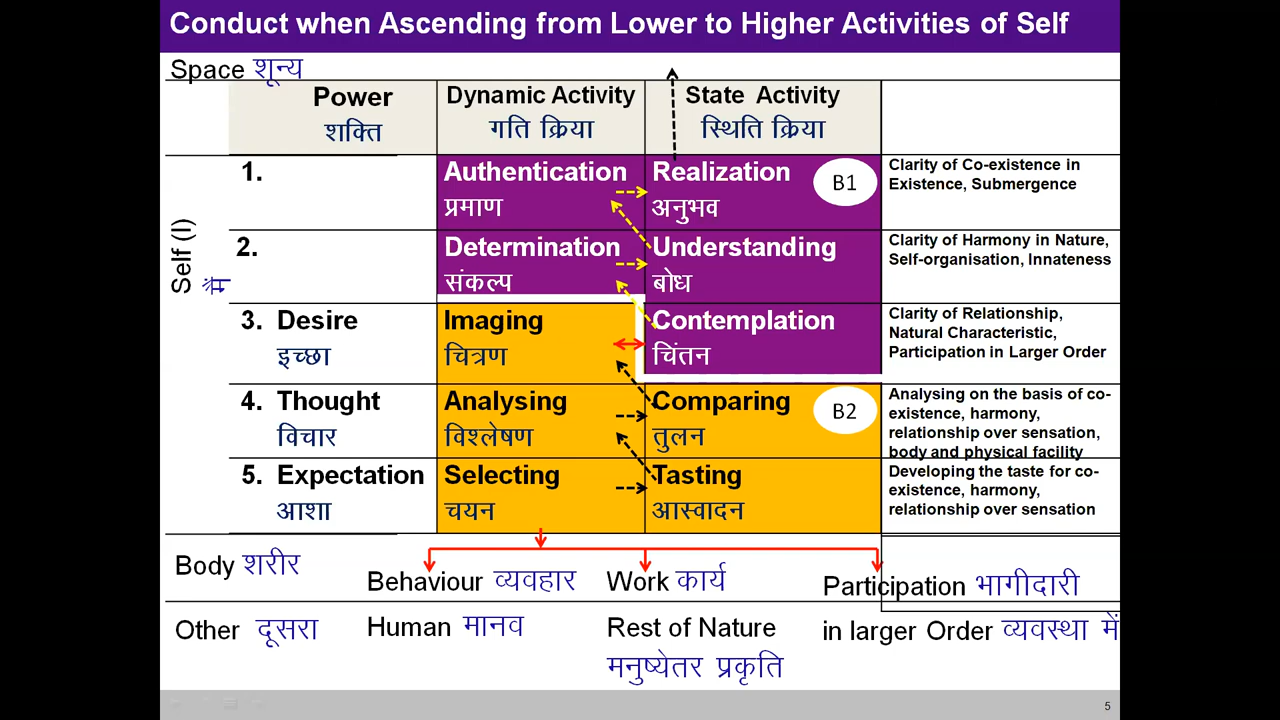 Conduct when Ascending from Lower to Higher Activities of Self
Space शून्य
Power
शक्ति
Dynamic Activity
गति क्रिया
State Activity
स्थिति क्रिया
Self (I)
मैं
1.
Authentication
प्रमाण
Realization
अनुभव
B1
Clarity of Co-existence in
Existence, Submergence
2.
Determination
संकल्प
Understanding
बोध
Clarity of Harmony in Nature,
Self-organisation, Innateness
3. Desire
इच्छा
Imaging
चित्रण
Contemplation
चिंतन
Clarity of Relationship,
Natural Characteristic,
Participation in Larger Order
4. Thought
विचार
Analysing
विश्लेषण
Comparing
तुलन
B2
Analysing on the basis of co-
existence, harmony,
relationship over sensation,
body and physical facility
5. Expectation
आशा
Selecting
चयन
Tasting
आस्वादन
Developing the taste for co-
existence, harmony,
relationship over sensation
Body शरीर
Behaviour व्यवहार
Work कार्य
Participation भागीदारी
Other दूसरा
Human मानव
Rest of Nature
मनुष्येतर प्रकृति
in larger Order व्यवस्था में
5